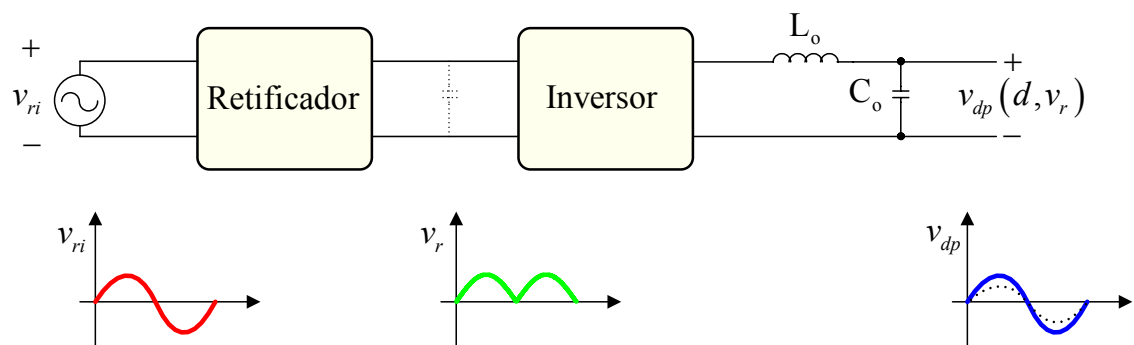 +
v_ri
−
Retificador
Inversor
L_o
C_o
+
v_dp(d,v_r)
−
v_ri
v_r
v_dp